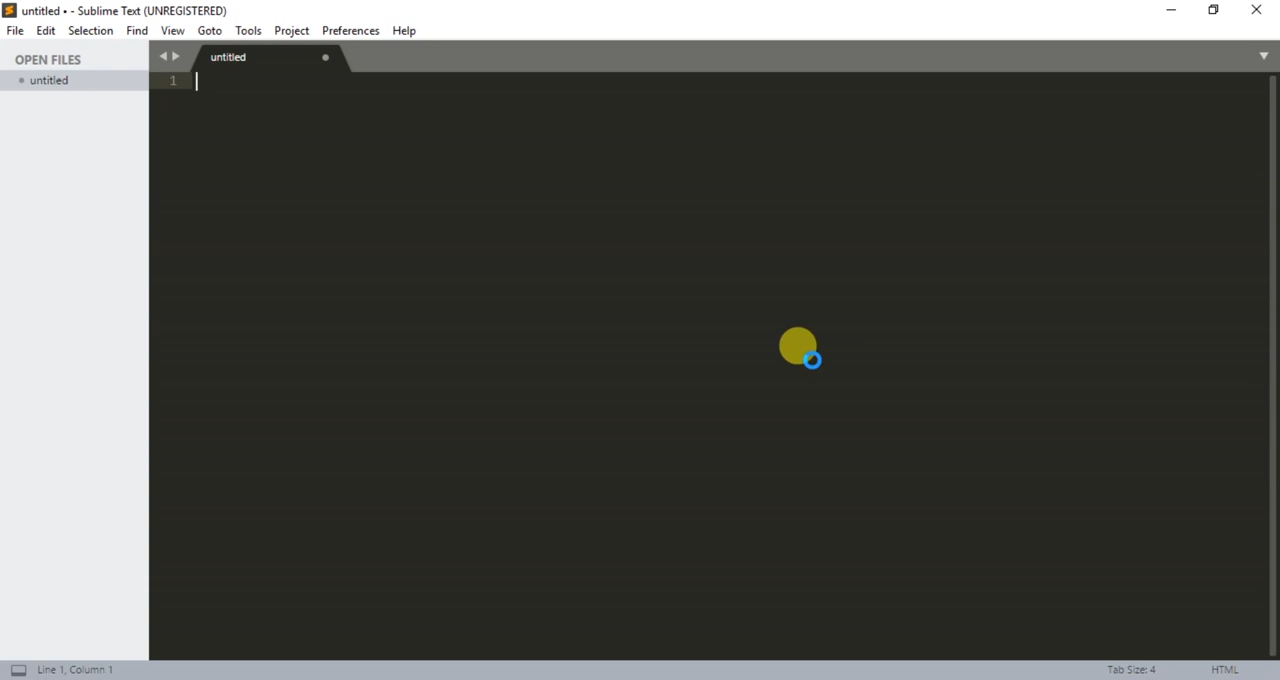 untitled • - Sublime Text (UNREGISTERED)
File Edit Selection Find View Goto Tools Project Preferences Help
OPEN FILES
untitled
untitled
1
Line 1, Column 1
Tab Size: 4
HTML